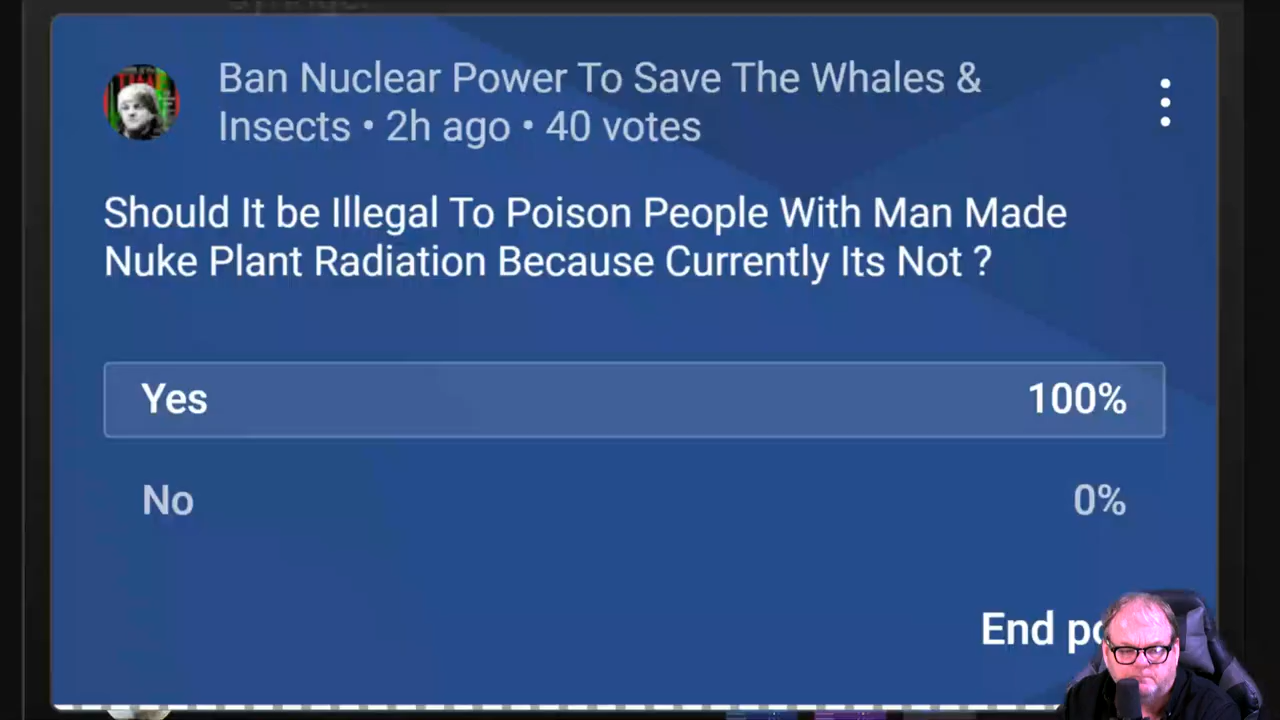 Ban Nuclear Power To Save The Whales &
Insects • 2h ago • 40 votes
Should It be Illegal To Poison People With Man Made
Nuke Plant Radiation Because Currently Its Not ?
Yes 100%
No 0%
End